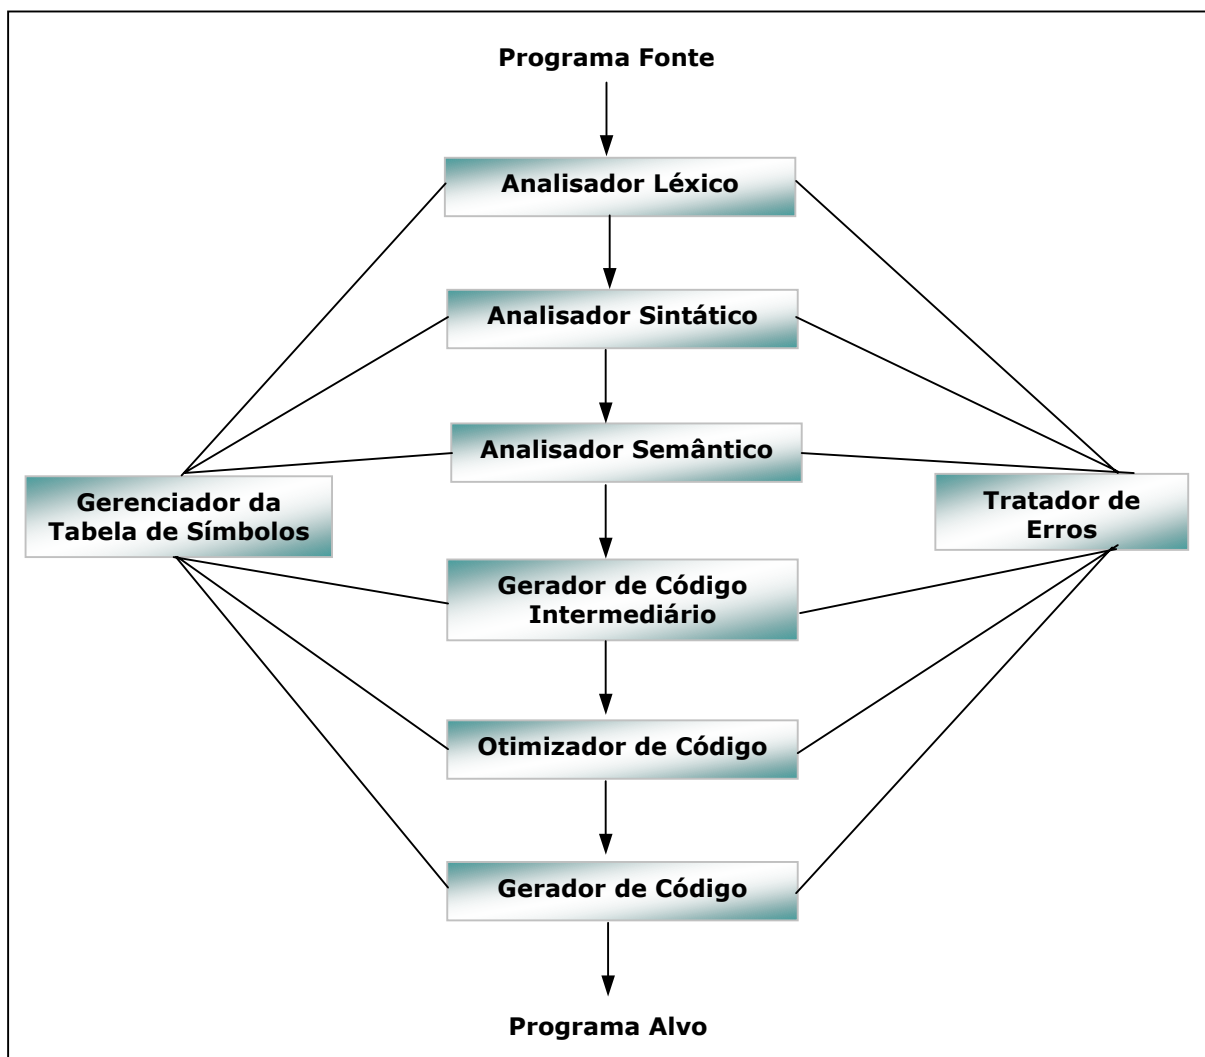 Programa Fonte
Analisador Léxico
Analisador Sintático
Analisador Semântico
Gerenciador da
Tabela de Símbolos
Tratador de
Erros
Gerador de Código
Intermediário
Otimizador de Código
Gerador de Código
Programa Alvo